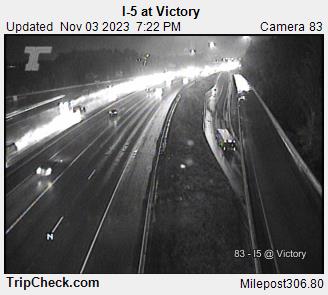 I-5 at Victory
Updated Nov 03 2023 7:22 PM Camera 83
T
N
83 - I5 @ Victory
TripCheck.com Milepost306.80